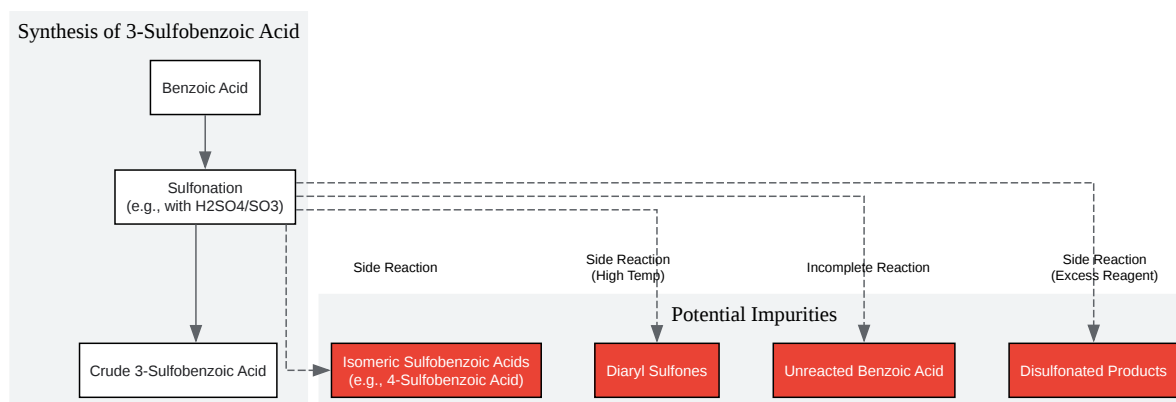 Synthesis of 3-Sulfobenzoic Acid
Benzoic Acid
Sulfonation
(e.g., with H2SO4/SO3)
Side Reaction
Side Reaction
(High Temp)
Incomplete Reaction
Side Reaction
(Excess Reagent)
Potential Impurities
Crude 3-Sulfobenzoic Acid
Isomeric Sulfobenzoic Acids
(e.g., 4-Sulfobenzoic Acid)
Diaryl Sulfones
Unreacted Benzoic Acid
Disulfonated Products